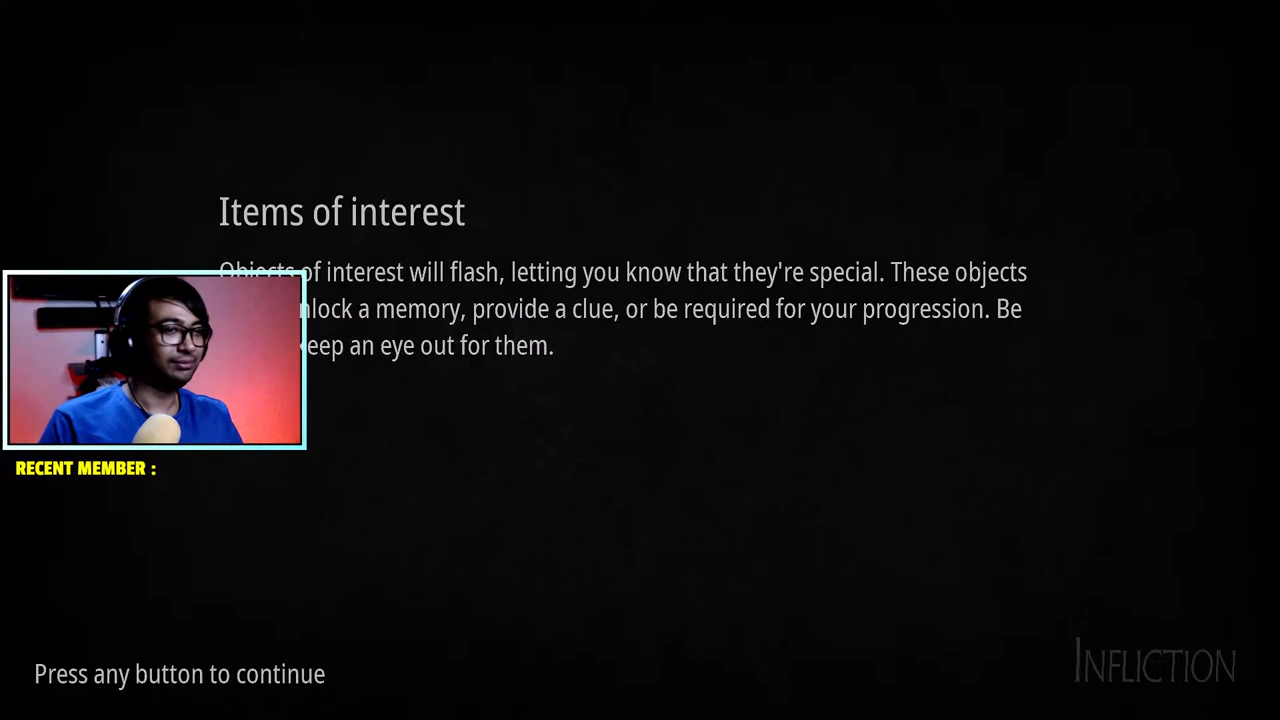 Items of interest
Objects of interest will flash, letting you know that they're special. These objects
a memory, provide a clue, or be required for your progression. Be
an eye out for them.
RECENT MEMBER :
Press any button to continue
INFLICTION